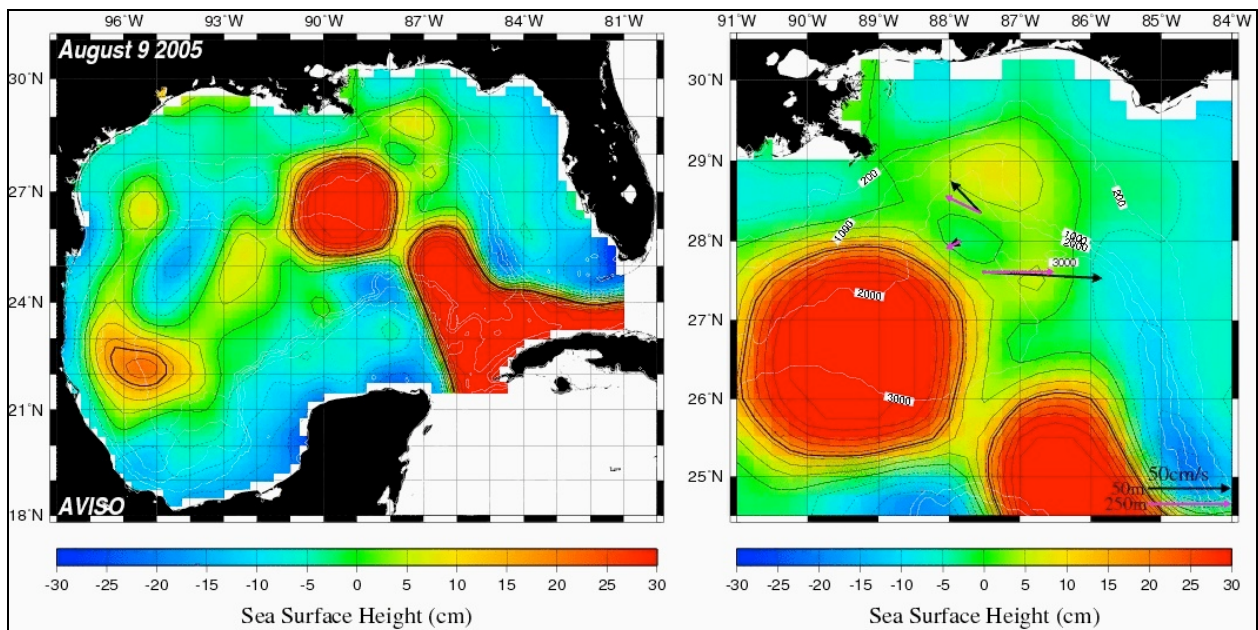 96°W 93°W 90°W 87°W 84°W 81°W
August 9 2005
30°N
27°N
24°N
21°N
18°N
AVISO
-30 -25 -20 -15 -10 -5 0 5 10 15 20 25 30
Sea Surface Height (cm)
91°W 90°W 89°W 88°W 87°W 86°W 85°W 84°W
30°N
29°N
200
200
1000
28°N
1000
2000
3000
2000
27°N
26°N
3000
25°N
50cm/s
50m
250m
-30 -25 -20 -15 -10 -5 0 5 10 15 20 25 30
Sea Surface Height (cm)